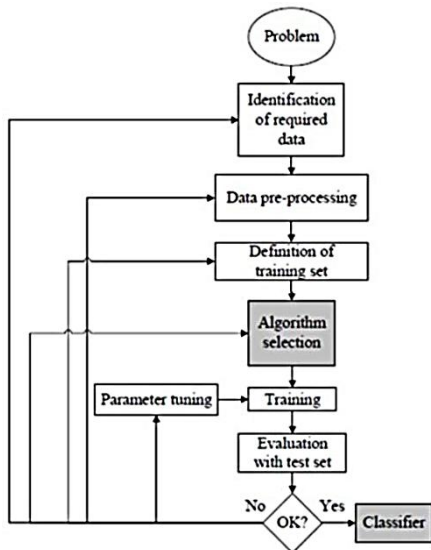 Problem
Identification
of required
data
Data pre-processing
Definition of
training set
Algorithm
selection
Parameter tuning
Training
Evaluation
with test set
No
OK?
Yes
Classifier